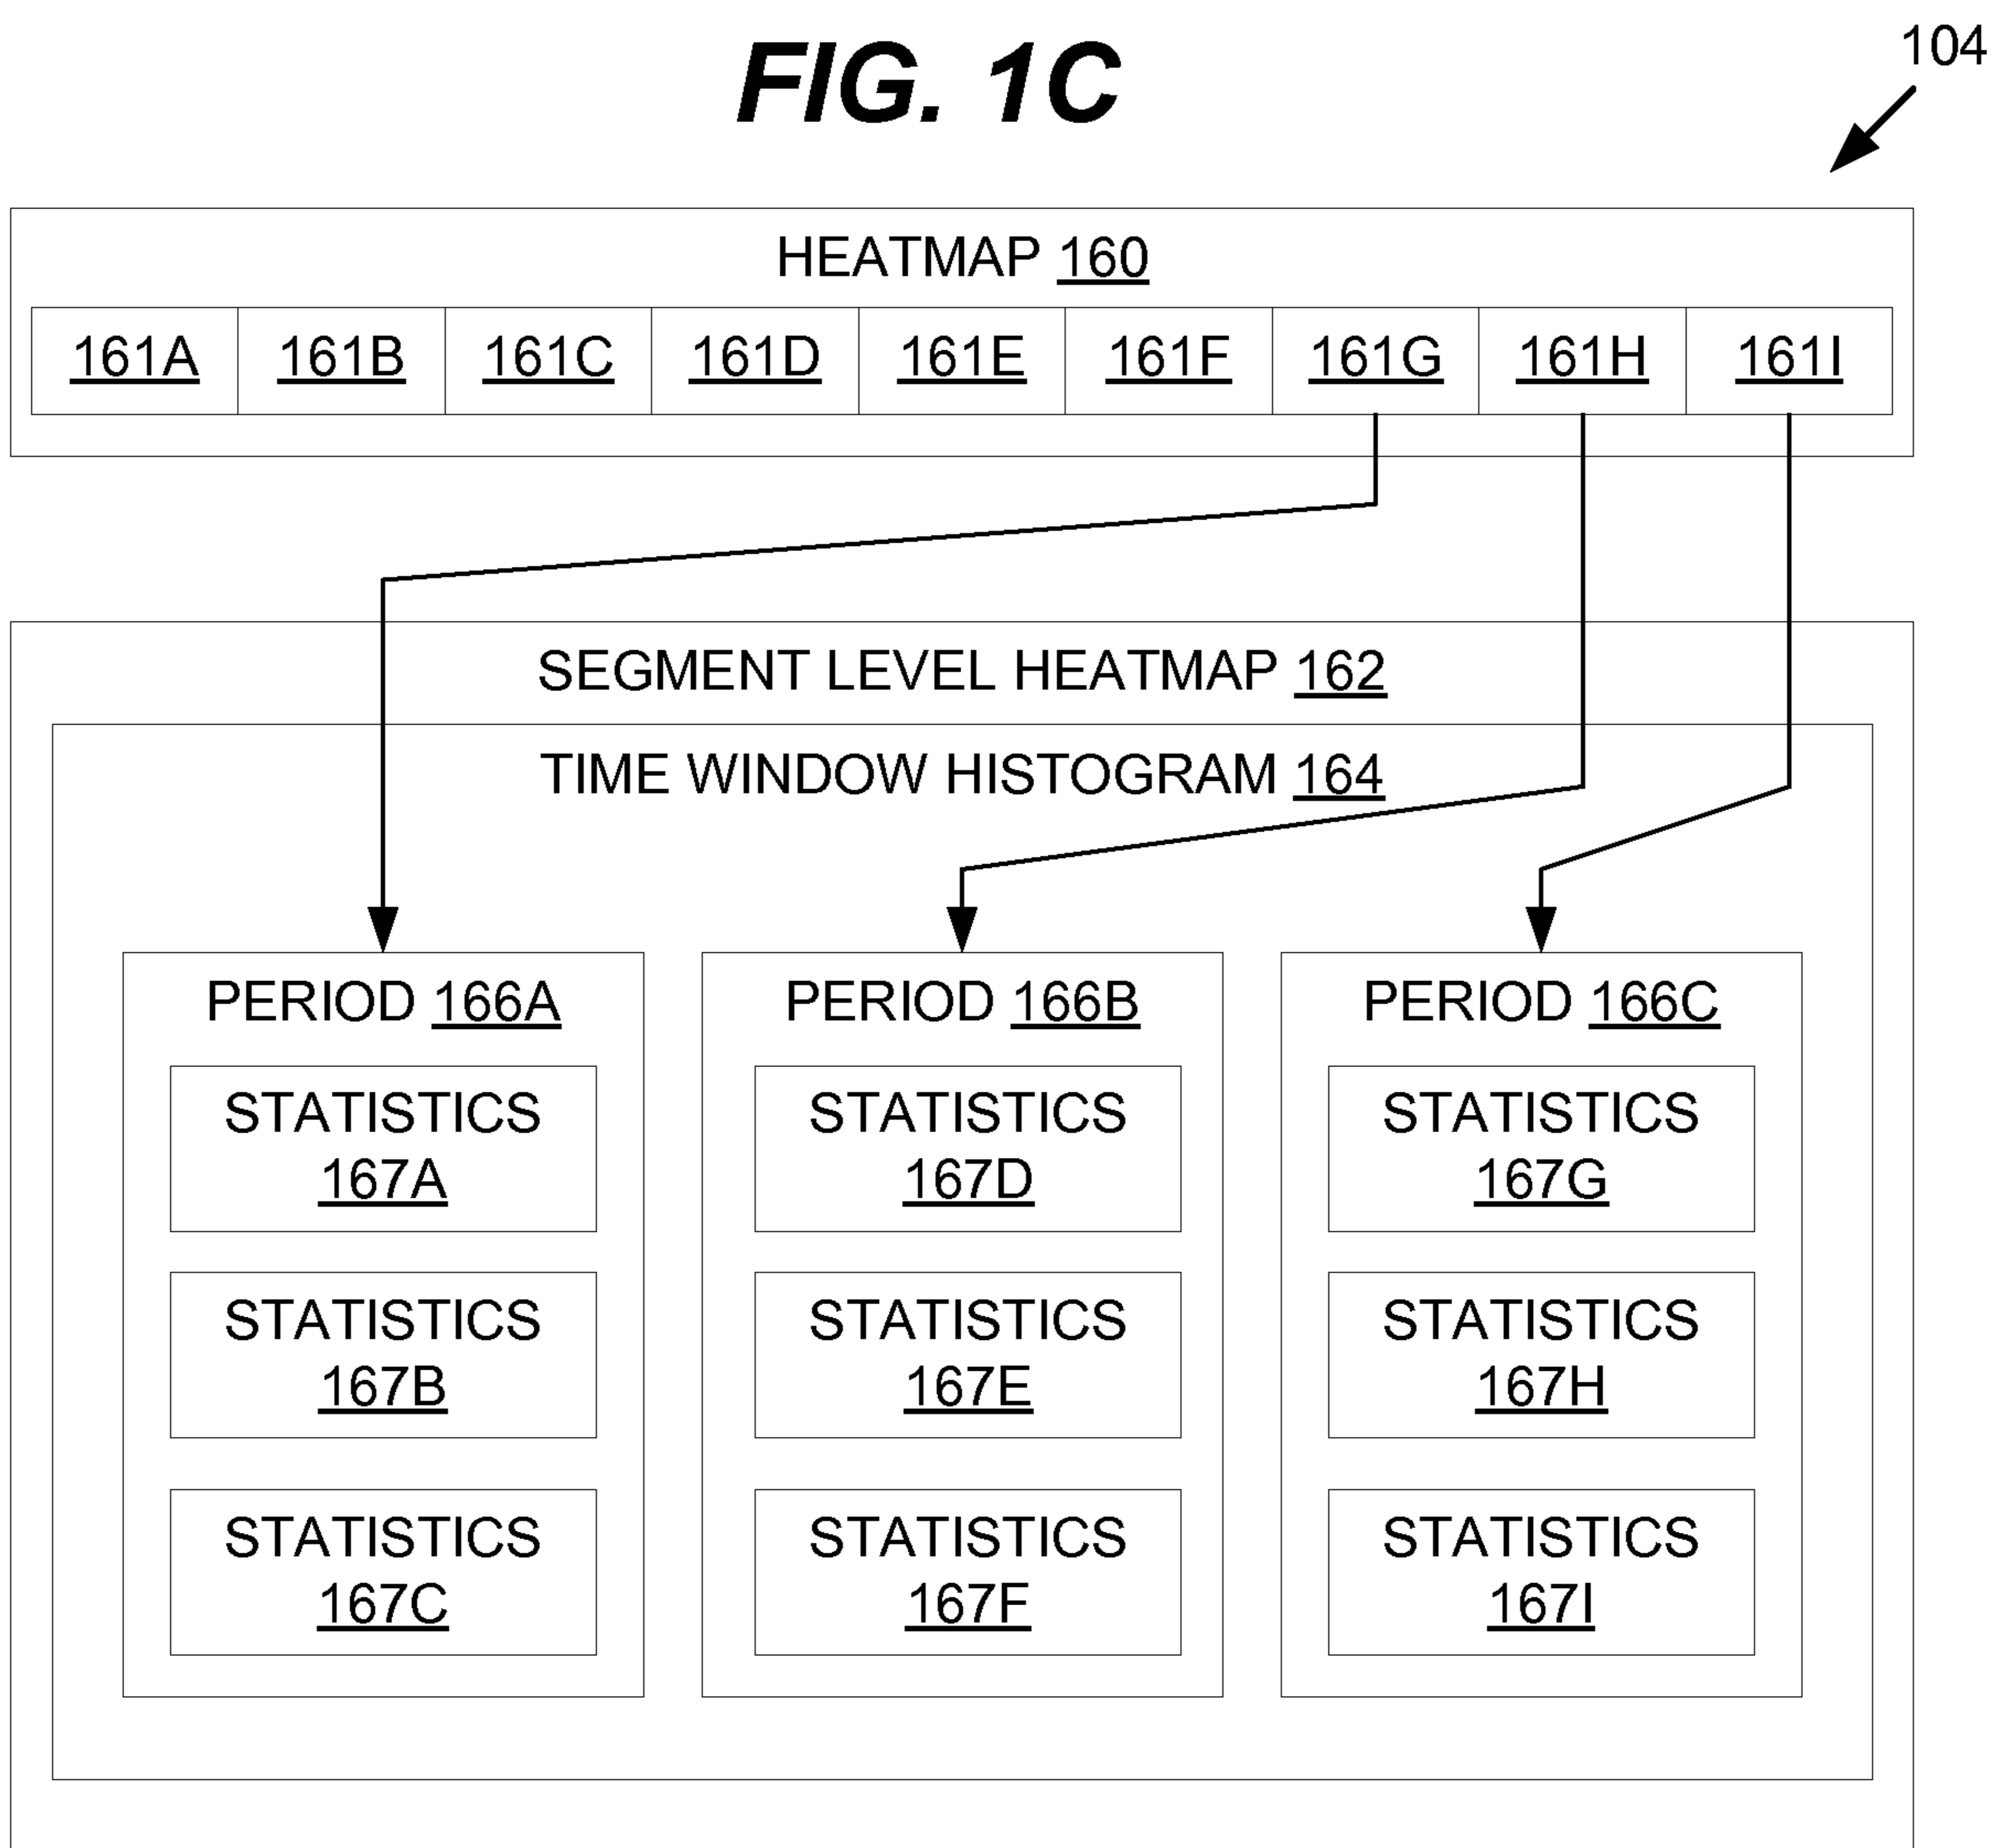 FIG. 1C
104
HEATMAP 160
161A 161B 161C 161D 161E 161F 161G 161H 161I
SEGMENT LEVEL HEATMAP 162
TIME WINDOW HISTOGRAM 164
PERIOD 166A
STATISTICS
167A
STATISTICS
167B
STATISTICS
167C
PERIOD 166B
STATISTICS
167D
STATISTICS
167E
STATISTICS
167F
PERIOD 166C
STATISTICS
167G
STATISTICS
167H
STATISTICS
167I